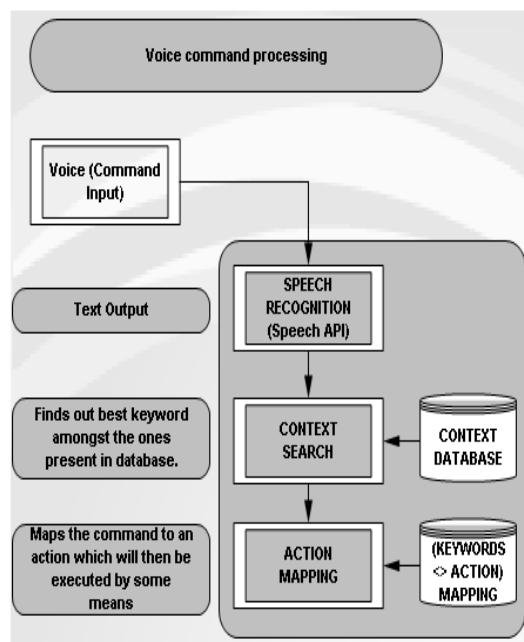 Voice command processing
Voice (Command
Input)
SPEECH
RECOGNITION
(Speech API)
Text Output
Finds out best keyword
amongst the ones
present in database.
CONTEXT
SEARCH
CONTEXT
DATABASE
Maps the command to an
action which will then be
executed by some
means
ACTION
MAPPING
(KEYWORDS
<> ACTION)
MAPPING